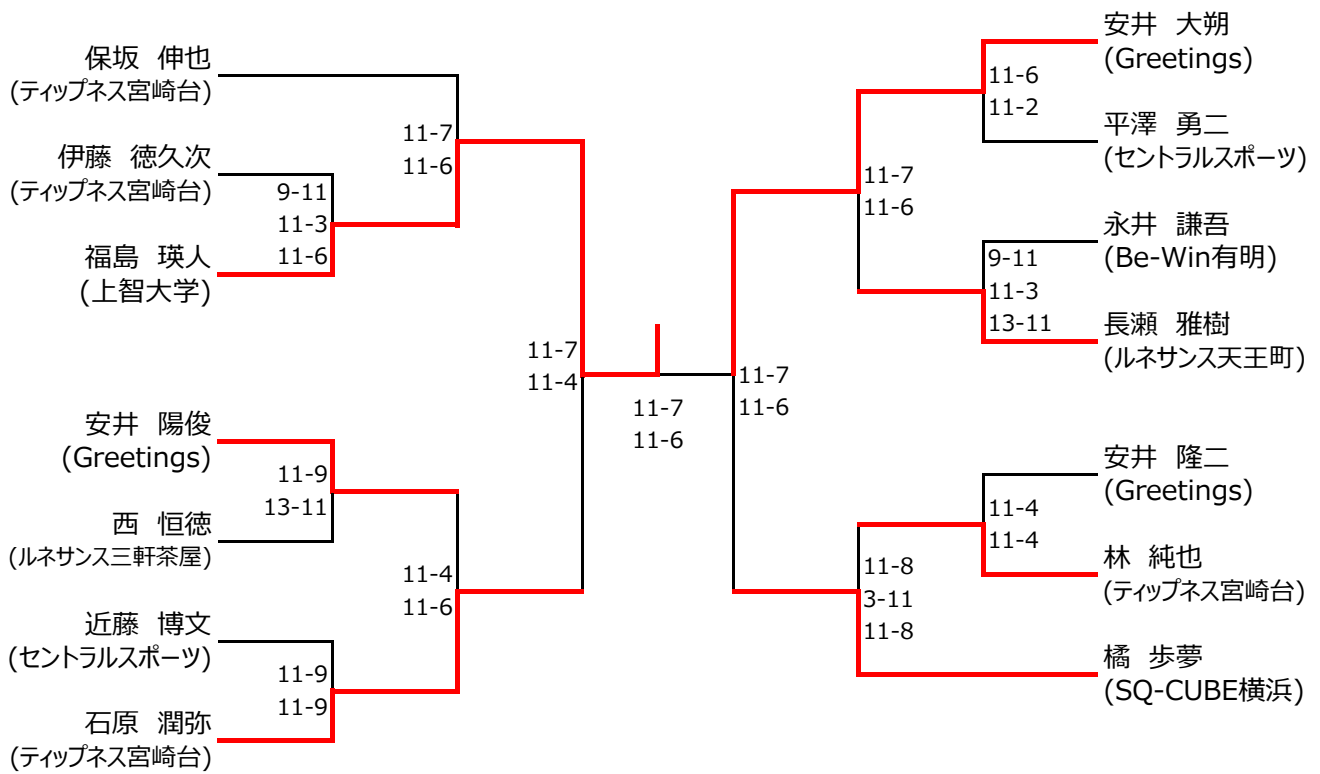 保坂 伸也
(ティップネス宮崎台)
11-7
11-6
伊藤 徳久次
(ティップネス宮崎台)
9-11
11-3
11-6
福島 瑛人
(上智大学)
11-7
11-4
安井 陽俊
(Greetings)
11-9
13-11
西 恒徳
(ルネサンス三軒茶屋)
11-4
11-6
近藤 博文
(セントラルスポーツ)
11-9
11-9
石原 潤弥
(ティップネス宮崎台)
11-7
11-6
安井 大朔
(Greetings)
11-6
11-2
平澤 勇二
(セントラルスポーツ)
11-7
11-6
永井 謙吾
(Be-Win有明)
9-11
11-3
13-11
長瀬 雅樹
(ルネサンス天王町)
11-7
11-6
安井 隆二
(Greetings)
11-4
11-4
林 純也
(ティップネス宮崎台)
11-8
3-11
11-8
橘 歩夢
(SQ-CUBE横浜)